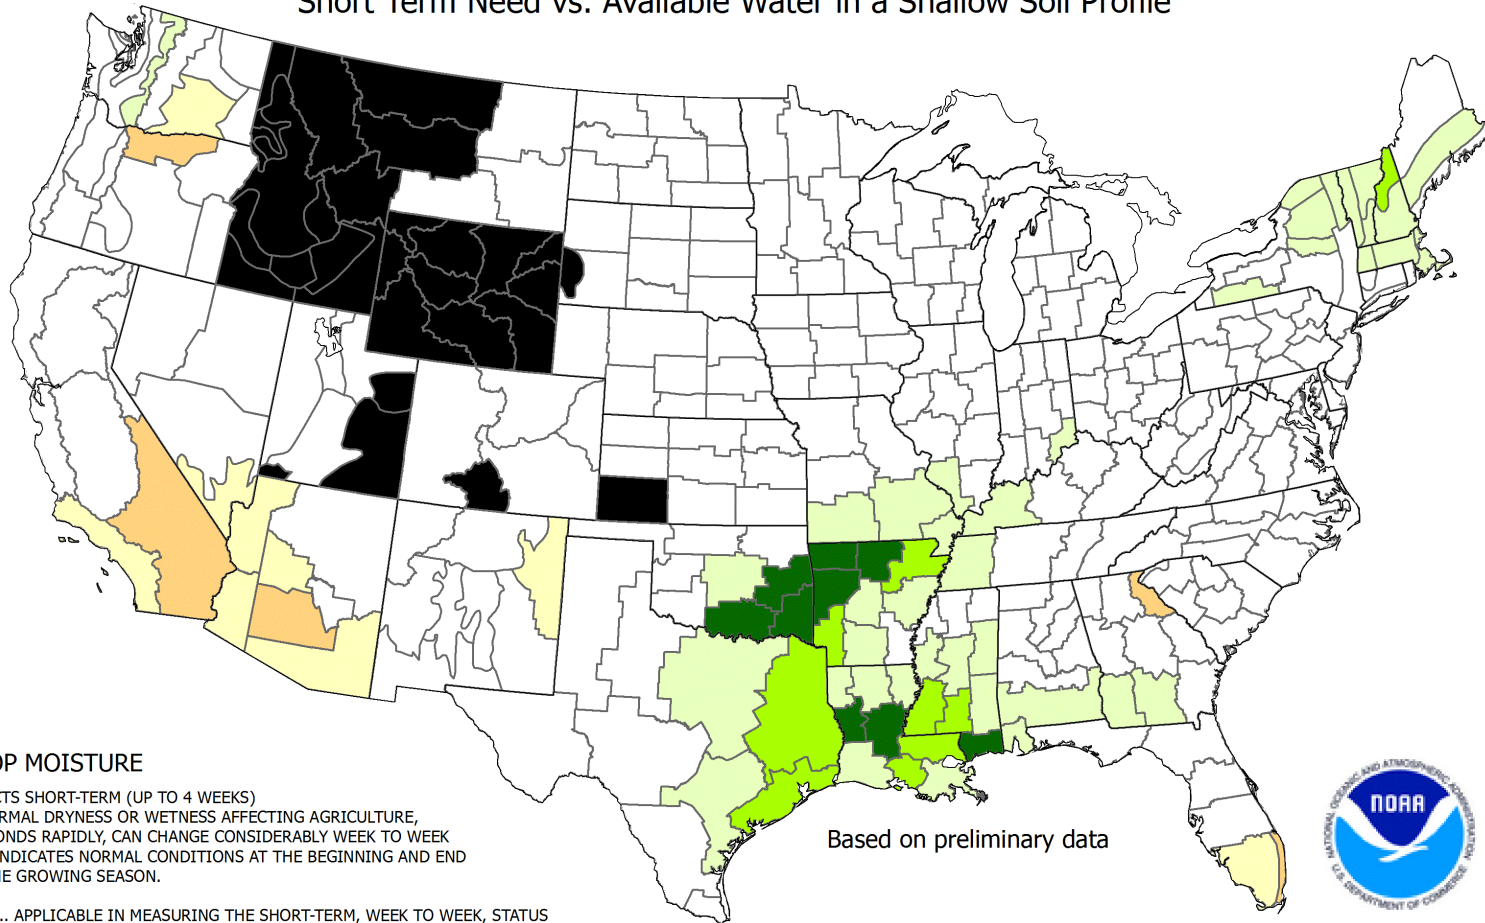 Short Term Need vs. Available Water in a Shallow Soil Profile
OP MOISTURE
CTS SHORT-TERM (UP TO 4 WEEKS)
RMAL DRYNESS OR WETNESS AFFECTING AGRICULTURE,
ONDS RAPIDLY, CAN CHANGE CONSIDERABLY WEEK TO WEEK
NDICATES NORMAL CONDITIONS AT THE BEGINNING AND END
E GROWING SEASON.
... APPLICABLE IN MEASURING THE SHORT-TERM, WEEK TO WEEK, STATUS
Based on preliminary data
NATIONAL OCEANIC AND ATMOSPHERIC ADMINISTRATION
NOAA
U.S. DEPARTMENT OF COMMERCE